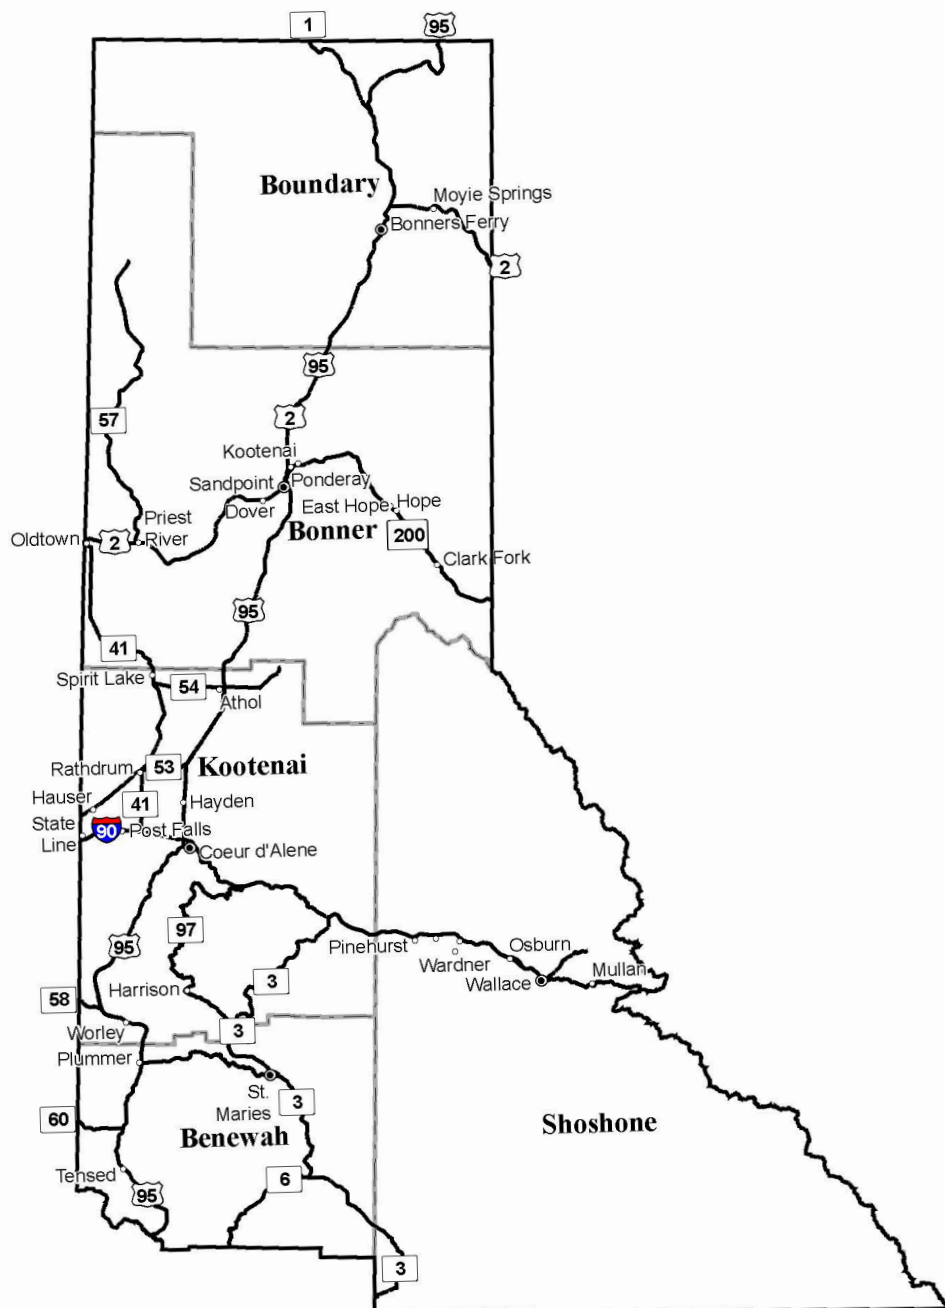 1
95
Boundary
Moyie Springs
Bonners Ferry
2
95
57
2
Kootenai
Sandpoint
Ponderay
Dover
East Hope
Hope
Priest
River
Bonner
200
Oldtown
2
Clark Fork
95
41
Spirit Lake
54
Athol
Rathdrum
53
Kootenai
Hauser
41
Hayden
State
Line
90
Post Falls
Coeur d'Alene
97
95
Pinehurst
Osburn
Wardner
Wallace
Mullan
Harrison
3
58
Worley
3
Plummer
St.
Maries
3
60
Benewah
Shoshone
Tensed
6
95
3